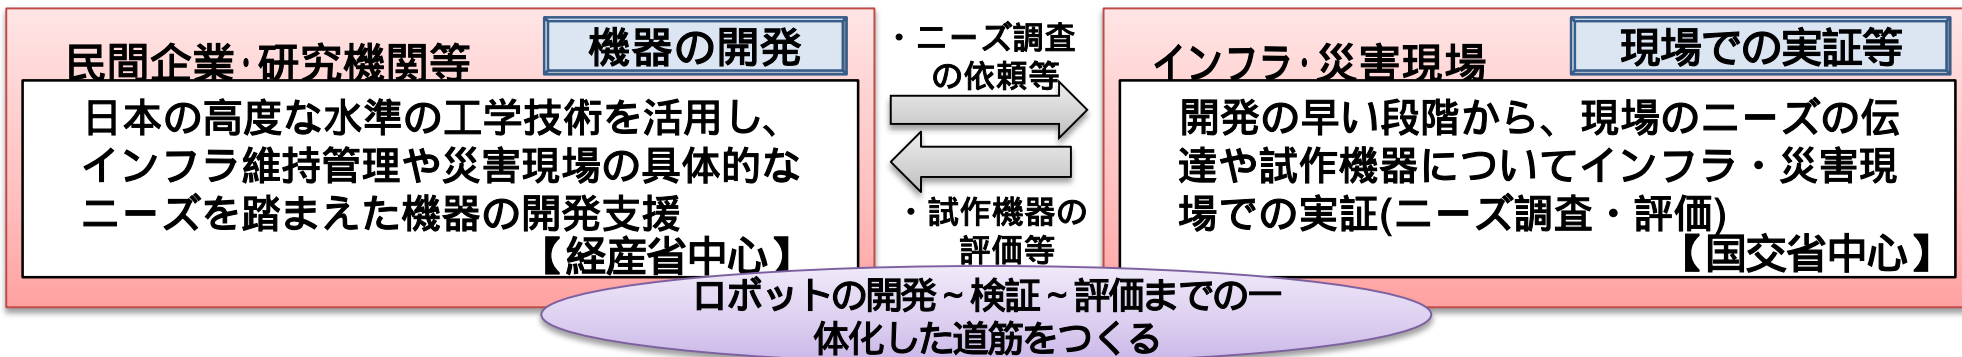 民間企業・研究機関等
機器の開発
日本の高度な水準の工学技術を活用し、
インフラ維持管理や災害現場の具体的な
ニーズを踏まえた機器の開発支援
【経産省中心】
・ニーズ調査
の依頼等
・試作機器の
評価等
インフラ・災害現場
現場での実証等
開発の早い段階から、現場のニーズの伝
達や試作機器についてインフラ・災害現
場での実証(ニーズ調査・評価)
【国交省中心】
ロボットの開発~検証~評価までの一
体化した道筋をつくる